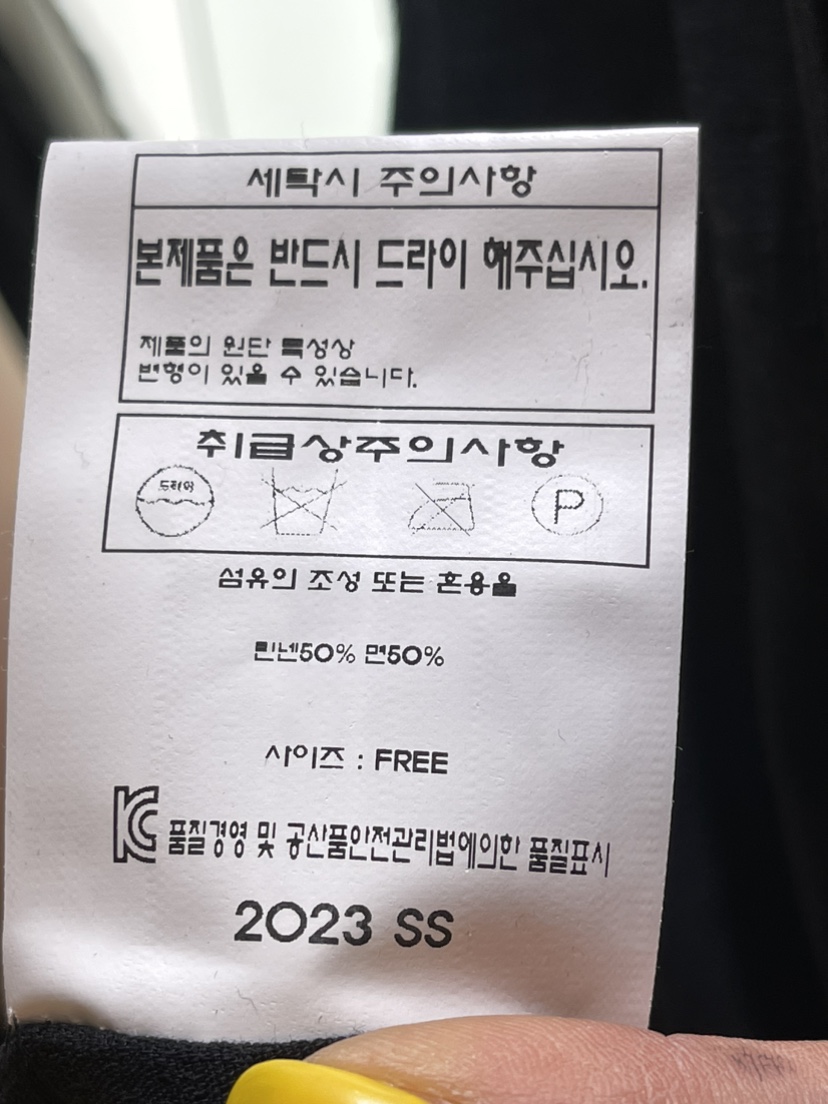 세탁시 주의사항
본제품은 반드시 드라이 해주십시오.
제품의 원단 특성상
변형이 있을 수 있습니다.
취급상주의사항
드라이
P
섬유의 조성 또는 혼용율
린넨50% 면50%
사이즈 : FREE
KC 품질경영 및 공산품안전관리법에의한 품질표시
2023 SS